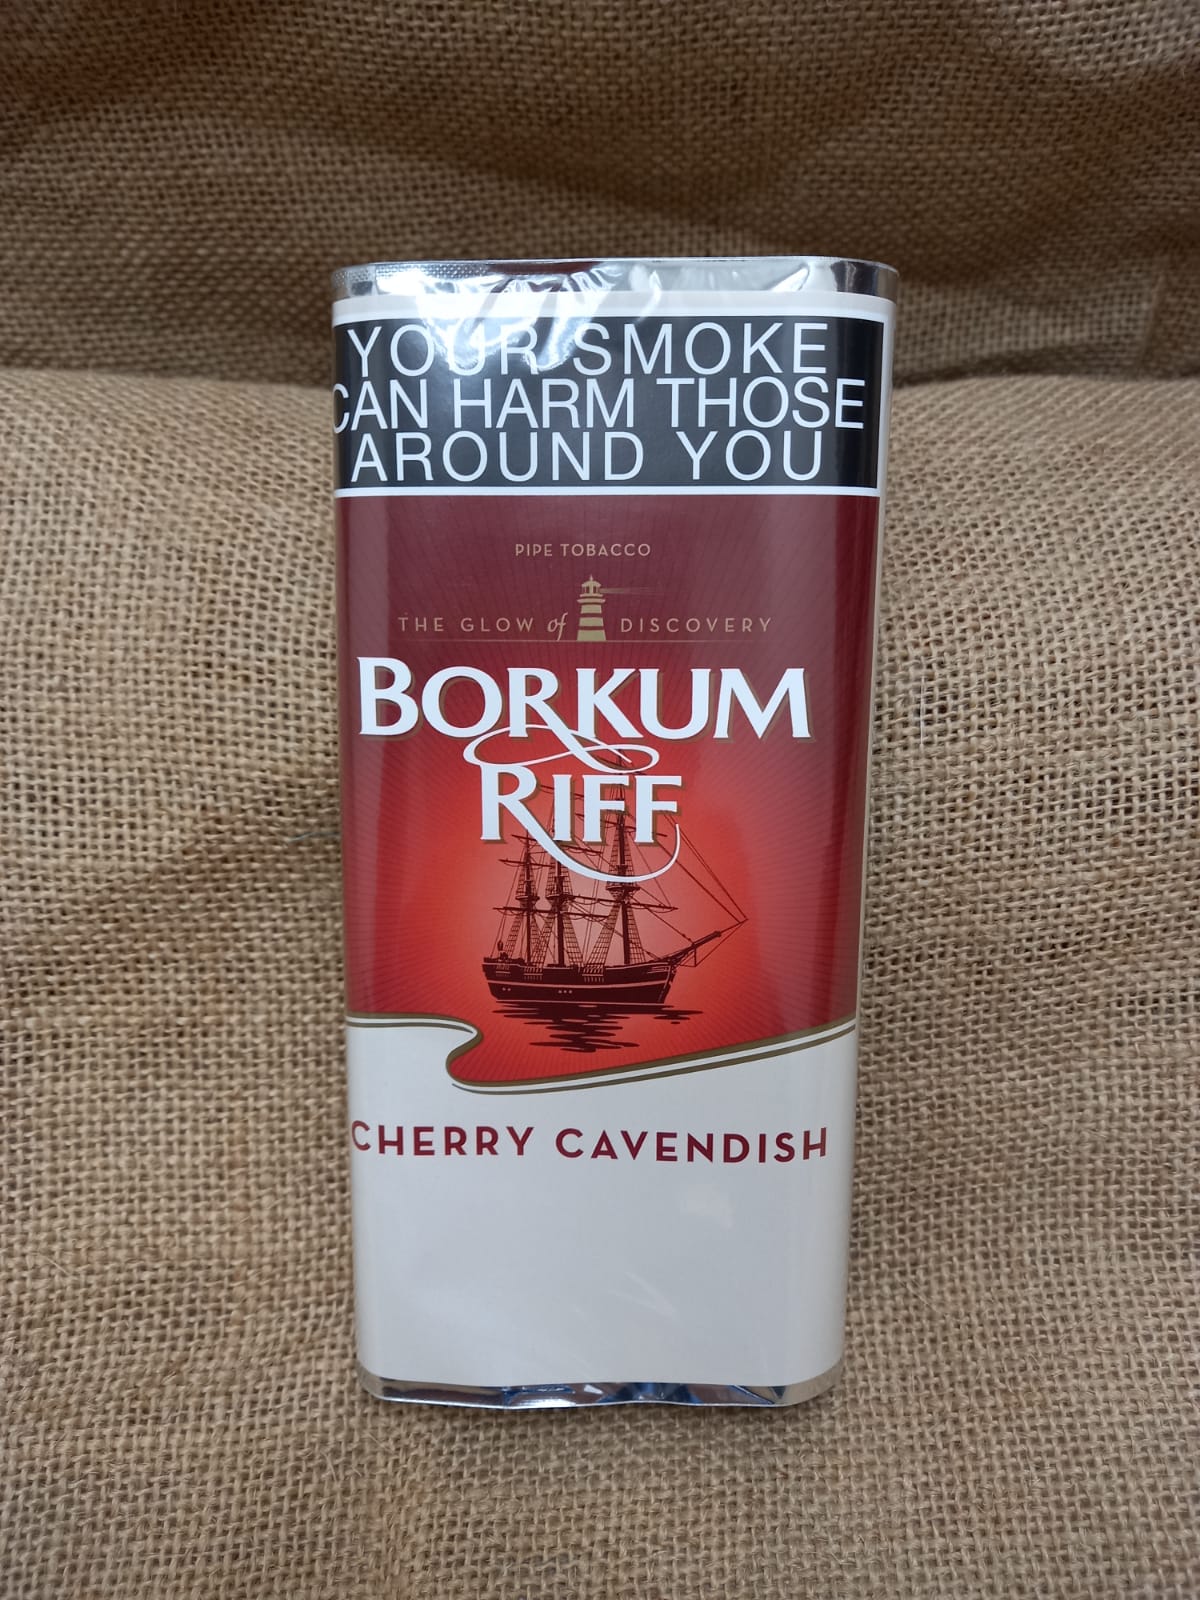 YOUR SMOKE
CAN HARM THOSE
AROUND YOU
PIPE TOBACCO
THE GLOW of DISCOVERY
BORKUM
RIFF
CHERRY CAVENDISH